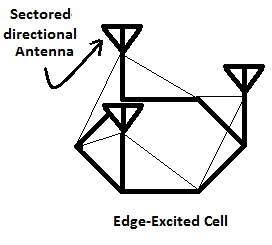 Sectored
directional
Antenna
Edge-Excited Cell